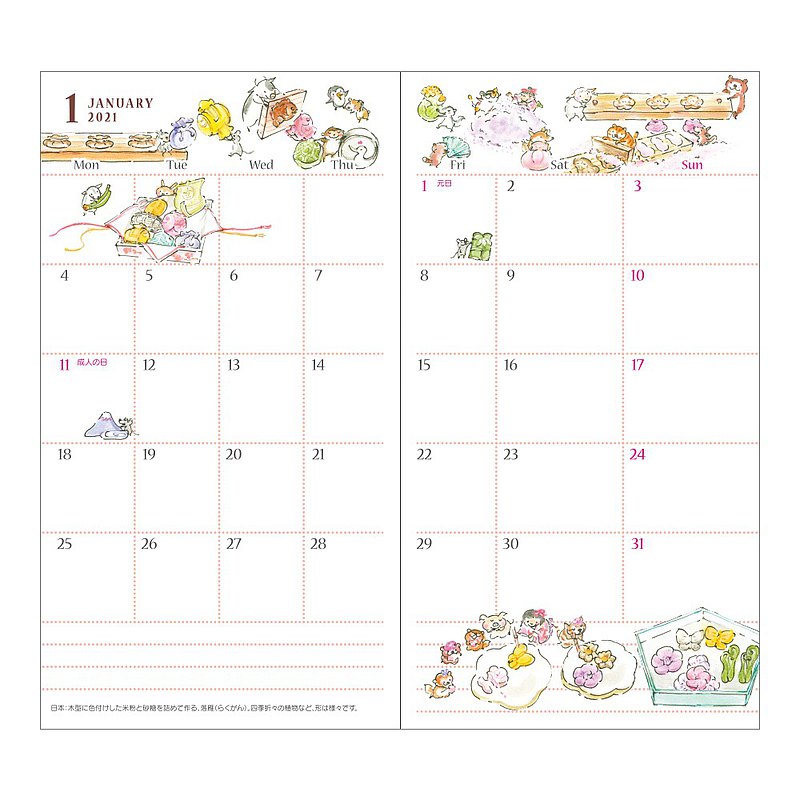 1 JANUARY
2021
Mon Tue Wed Thu Fri Sat Sun
1 元日 2 3
4 5 6 7 8 9 10
11 成人の日 12 13 14 15 16 17
18 19 20 21 22 23 24
25 26 27 28 29 30 31
日本:木型に色付けした米粉と砂糖を詰めて作る、落雁(らくがん)。四季折々の植物など、形は様々です。